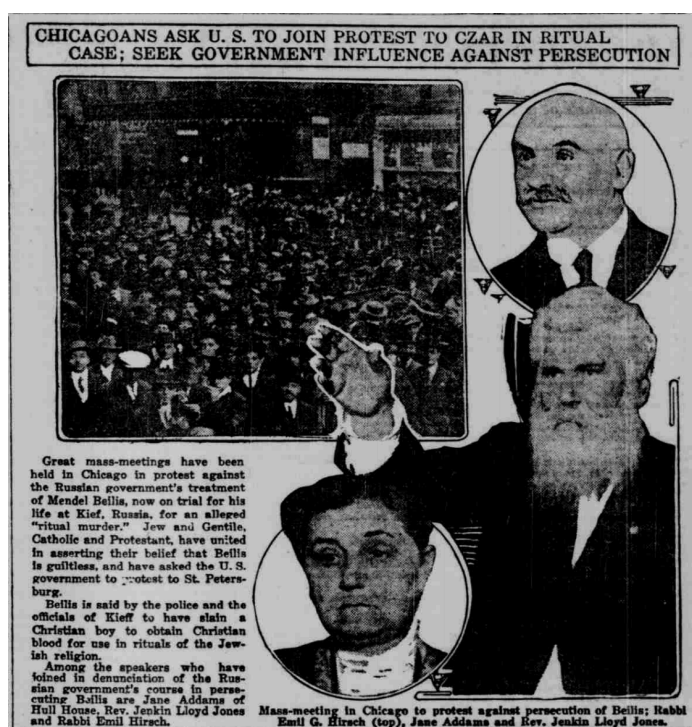 CHICAGOANS ASK U. S. TO JOIN PROTEST TO CZAR IN RITUAL
CASE; SEEK GOVERNMENT INFLUENCE AGAINST PERSECUTION
Great mass-meetings have been
held in Chicago in protest against
the Russian government's treatment
of Mendel Beilis, now on trial for his
life at Kief, Russia, for an alleged
"ritual murder." Jew and Gentile,
Catholic and Protestant, have united
in asserting their belief that Beilis
is guiltless, and have asked the U. S.
government to protest to St. Peters-
burg.
Beilis is said by the police and the
officials of Kieff to have slain a
Christian boy to obtain Christian
blood for use in rituals of the Jew-
ish religion.
Among the speakers who have
joined in denunciation of the Rus-
sian government's course in perse-
cuting Beilis are Jane Addams of
Hull House, Rev. Jenkin Lloyd Jones
and Rabbi Emil Hirsch.
Mass-meeting in Chicago to protest against persecution of Beilis; Rabbi
Emil G. Hirsch (top), Jane Addams and Rev. Jenkin Lloyd Jones.